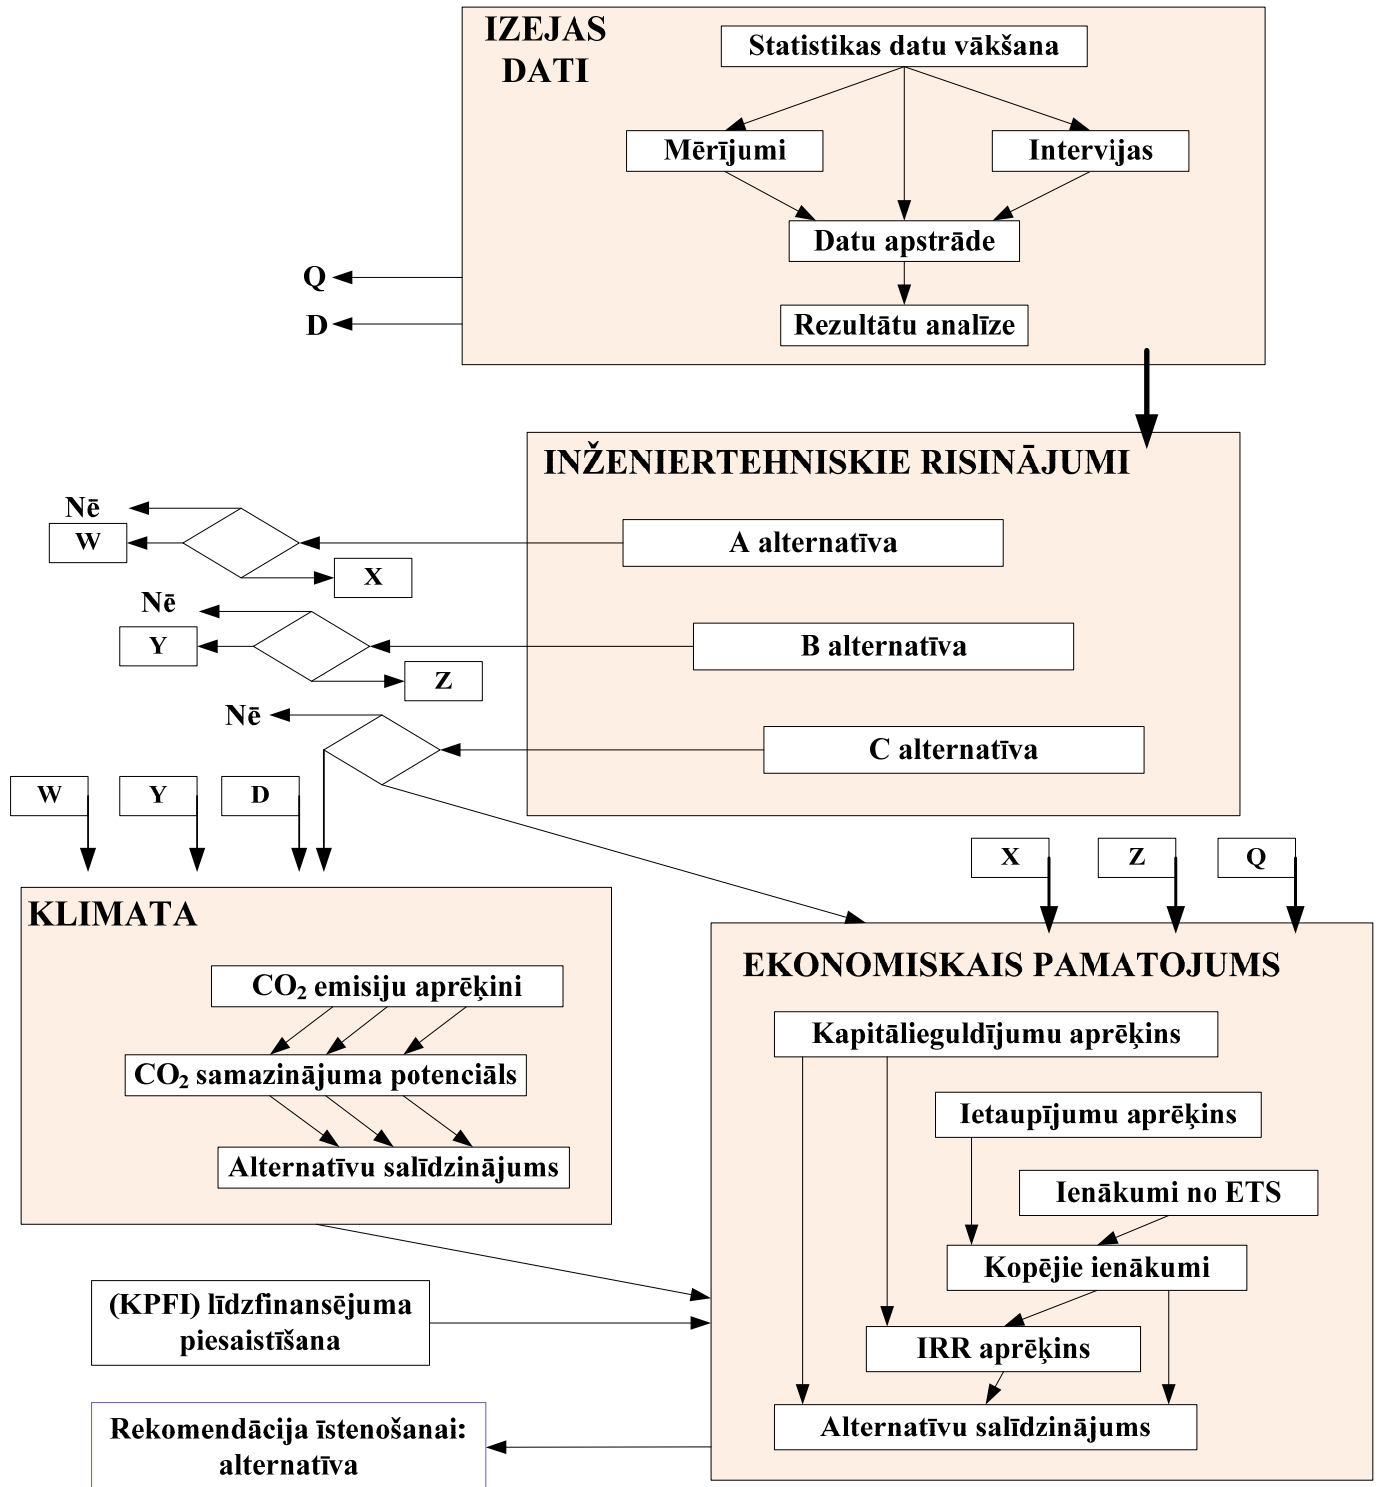 IZEJAS
DATI
Statistikas datu vākšana
Mērījumi
Intervijas
Datu apstrāde
Q
D
Rezultātu analīze
INŽENIERTEHNISKIE RISINĀJUMI
Nē
W
A alternatīva
X
Nē
Y
B alternatīva
Z
Nē
C alternatīva
W
Y
D
X
Z
Q
KLIMATA
EKONOMISKAIS PAMATOJUMS
CO₂ emisiju aprēķini
CO₂ samazinājuma potenciāls
Alternatīvu salīdzinājums
Kapitālieguldījumu aprēķins
Ietaupījumu aprēķins
Ienākumi no ETS
Kopējie ienākumi
IRR aprēķins
Alternatīvu salīdzinājums
(KPFI) līdzfinansējuma
piesaistīšana
Rekomendācija īstenošanai:
alternatīva